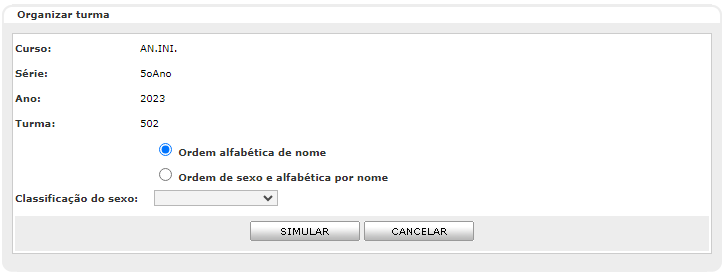 Organizar turma
Curso: AN.INI.
Série: 5oAno
Ano: 2023
Turma: 502
Ordem alfabética de nome
Ordem de sexo e alfabética por nome
Classificação do sexo:
SIMULAR CANCELAR